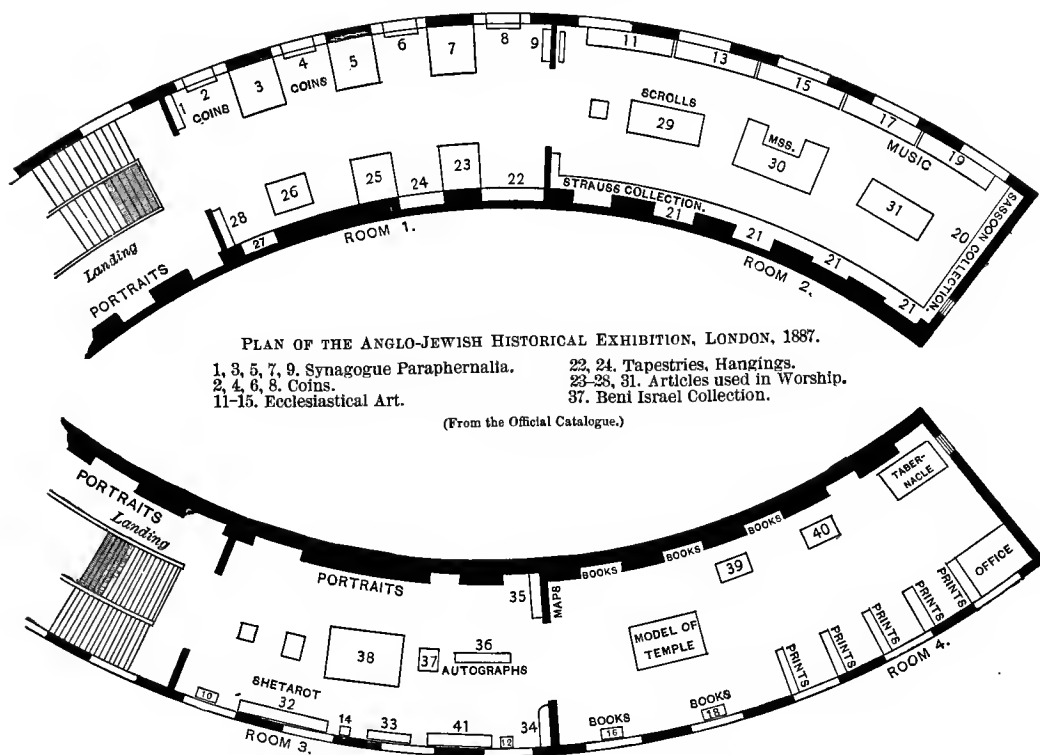 1
2
COINS
3
4
COINS
5
6
7
8
9
11
13
15
17
19
SCROLLS
29
MSS.
30
MUSIC
31
20
SASSOON COLLECTION.
STRAUSS COLLECTION.
21
21
21
21
22
23
24
25
26
27
28
Landing
PORTRAITS
ROOM 1.
ROOM 2.
PLAN OF THE ANGLO-JEWISH HISTORICAL EXHIBITION, LONDON, 1887.
1, 3, 5, 7, 9. Synagogue Paraphernalia.
2, 4, 6, 8. Coins.
11-15. Ecclesiastical Art.
22, 24. Tapestries, Hangings.
23-28, 31. Articles used in Worship.
37. Beni Israel Collection.
(From the Official Catalogue.)
PORTRAITS
Landing
PORTRAITS
35
MAPS
BOOKS
BOOKS
BOOKS
TABER-
NACLE
40
39
OFFICE
MODEL OF
TEMPLE
PRINTS
PRINTS
PRINTS
PRINTS
PRINTS
36
AUTOGRAPHS
37
38
SHETAROT
10
32
14
33
41
12
34
BOOKS
16
BOOKS
18
ROOM 3.
ROOM 4.